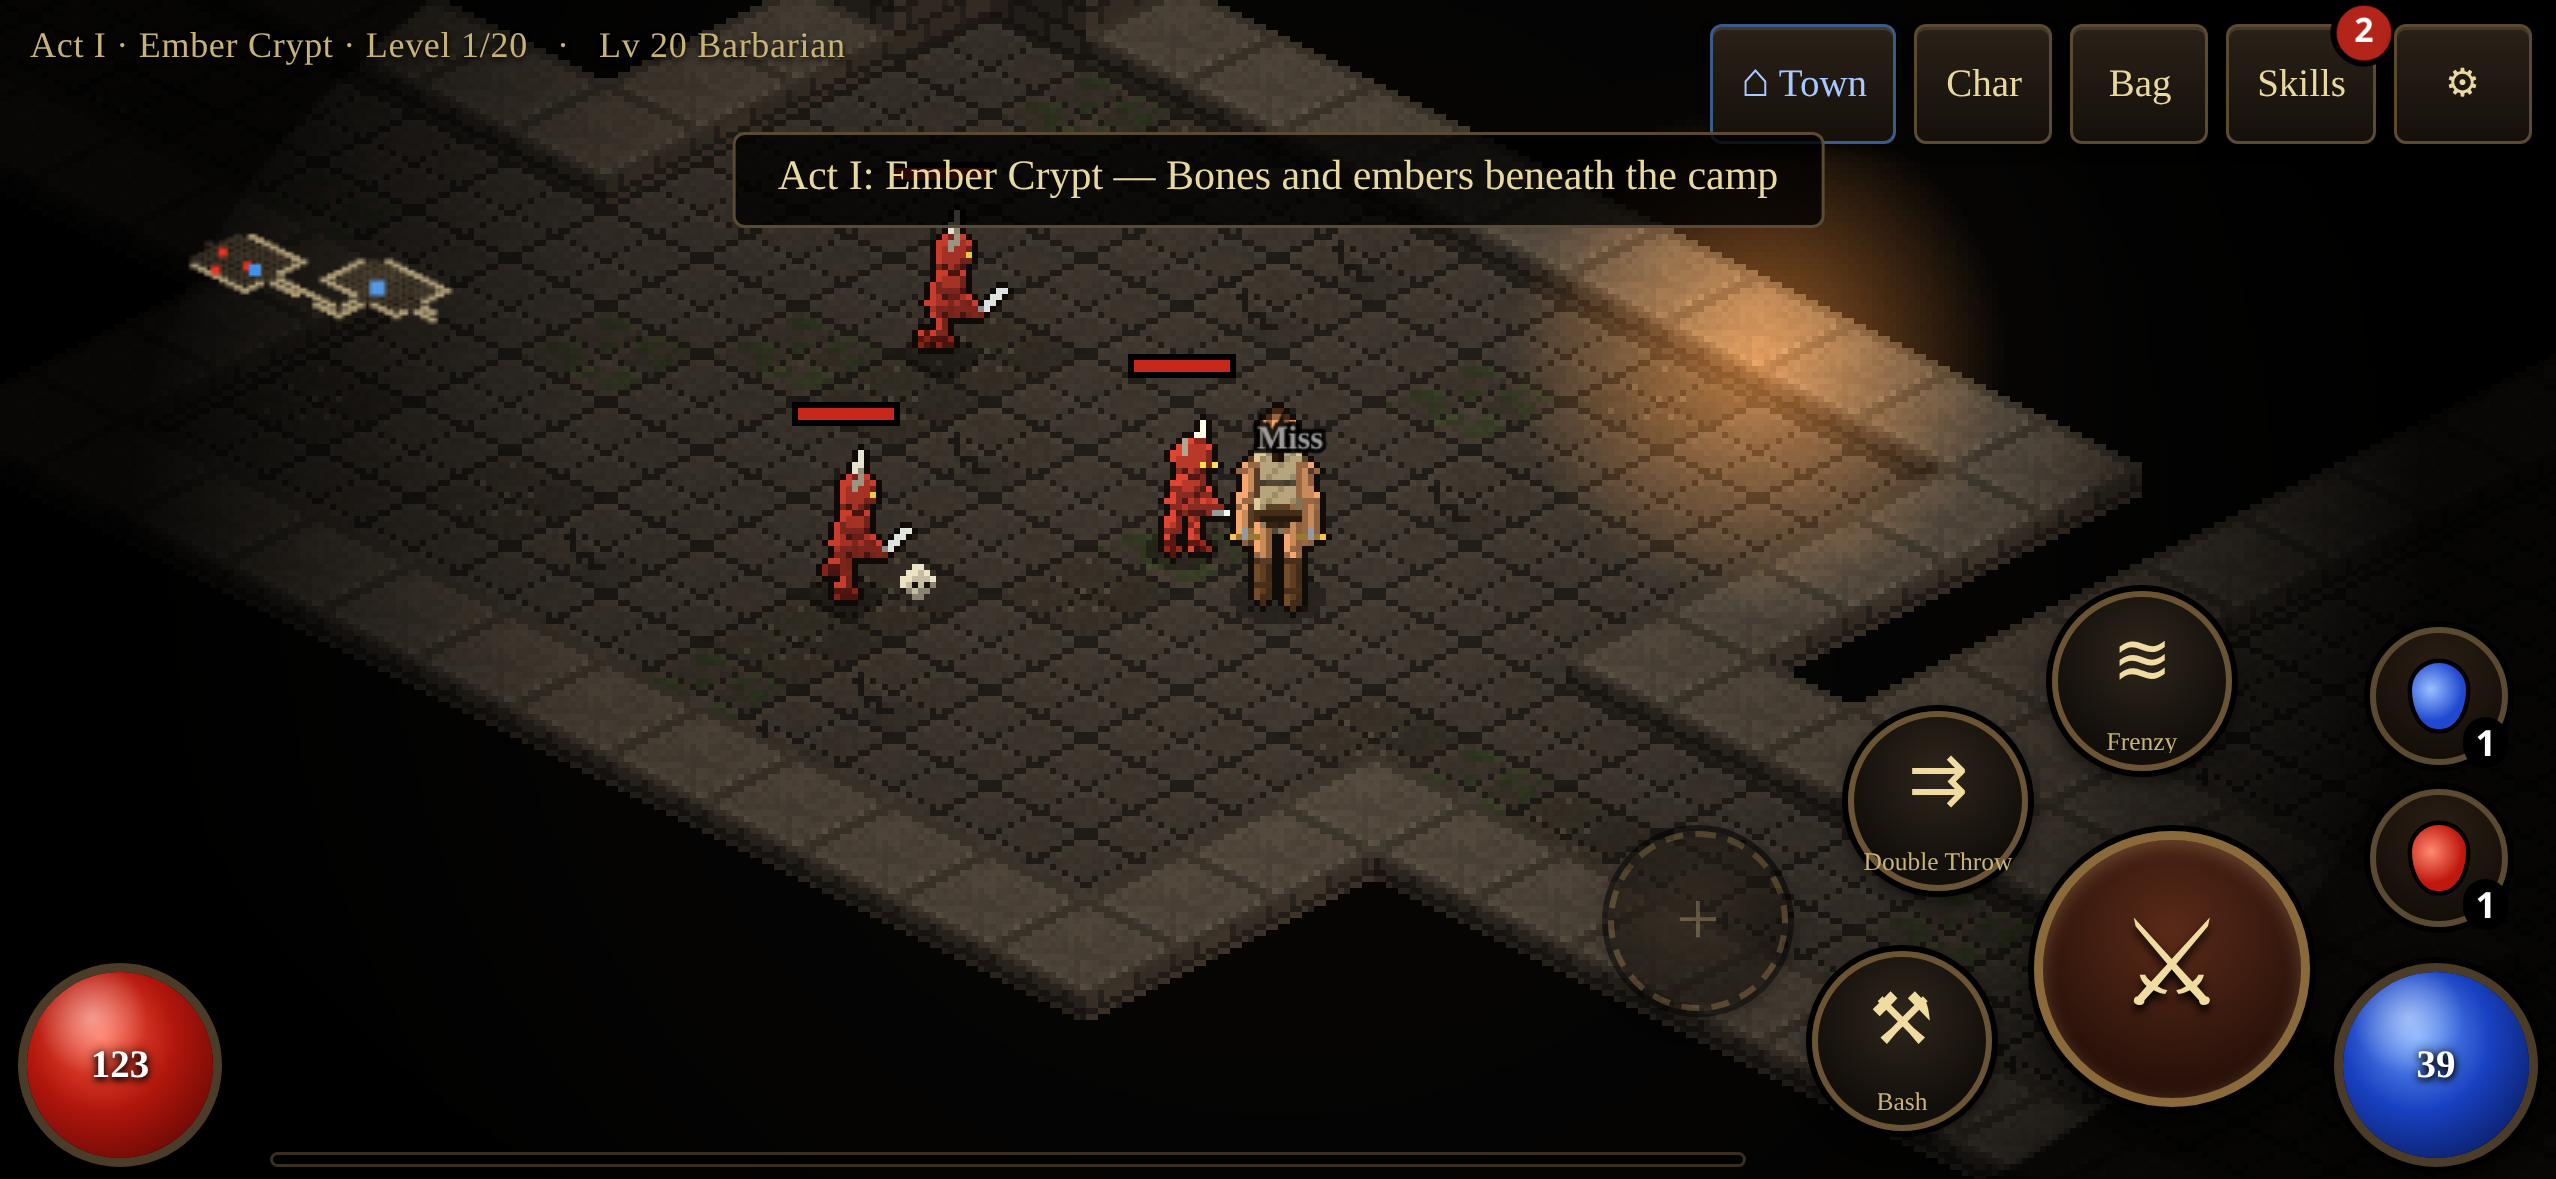 Act I · Ember Crypt · Level 1/20 · Lv 20 Barbarian
Town
Char
Bag
Skills
2
Act I: Ember Crypt — Bones and embers beneath the camp
Miss
Frenzy
1
Double Throw
1
Bash
123
39